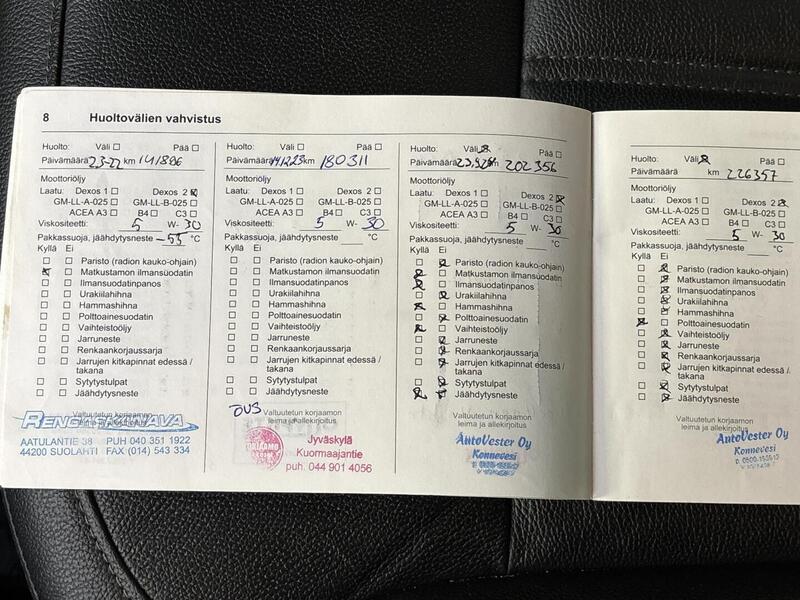 8 Huoltovälien vahvistus
Huolto: Väli Pää
Päivämäärä 2.3-22 km 141886
Moottoriöljy
Laatu: Dexos 1 Dexos 2
GM-LL-A-025 GM-LL-B-025
ACEA A3 B4 C3
Viskositeetti: 5 W- 30
Pakkassuoja, jäähdytysneste -55 °C
Kyllä Ei
Paristo (radion kauko-ohjain)
Matkustamon ilmansuodatin
Ilmansuodatinpanos
Urakiilahihna
Hammashihna
Polttoainesuodatin
Vaihteistoöljy
Jarruneste
Renkaankorjaussarja
Jarrujen kitkapinnat edessä /
takana
Sytytystulpat
Jäähdytysneste
Valtuutetun korjaamon
leima ja allekirjoitus
RENGASKANAVA
AATULANTIE 38 PUH 040 351 1922
44200 SUOLAHTI FAX (014) 543 334
Huolto: Väli Pää
Päivämäärä 141223 km 180311
Moottoriöljy
Laatu: Dexos 1 Dexos 2
GM-LL-A-025 GM-LL-B-025
ACEA A3 B4 C3
Viskositeetti: 5 W- 30
Pakkassuoja, jäähdytysneste °C
Kyllä Ei
Paristo (radion kauko-ohjain)
Matkustamon ilmansuodatin
Ilmansuodatinpanos
Urakiilahihna
Hammashihna
Polttoainesuodatin
Vaihteistoöljy
Jarruneste
Renkaankorjaussarja
Jarrujen kitkapinnat edessä /
takana
Sytytystulpat
Jäähdytysneste
Valtuutetun korjaamon
leima ja allekirjoitus
Jyväskylä
Kuormaajantie
puh. 044 901 4056
Huolto: Väli Pää
Päivämäärä km 202 356
Moottoriöljy
Laatu: Dexos 1 Dexos 2
GM-LL-A-025 GM-LL-B-025
ACEA A3 B4 C3
Viskositeetti: 5 W- 30
Pakkassuoja, jäähdytysneste °C
Kyllä Ei
Paristo (radion kauko-ohjain)
Matkustamon ilmansuodatin
Ilmansuodatinpanos
Urakiilahihna
Hammashihna
Polttoainesuodatin
Vaihteistoöljy
Jarruneste
Renkaankorjaussarja
Jarrujen kitkapinnat edessä /
takana
Sytytystulpat
Jäähdytysneste
Valtuutetun korjaamon
leima ja allekirjoitus
AutoVester Oy
Konnevesi
Huolto: Väli Pää
Päivämäärä km 226357
Moottoriöljy
Laatu: Dexos 1 Dexos 2
GM-LL-A-025 GM-LL-B-025
ACEA A3 B4 C3
Viskositeetti: 5 W- 30
Pakkassuoja, jäähdytysneste °C
Kyllä Ei
Paristo (radion kauko-ohjain)
Matkustamon ilmansuodatin
Ilmansuodatinpanos
Urakiilahihna
Hammashihna
Polttoainesuodatin
Vaihteistoöljy
Jarruneste
Renkaankorjaussarja
Jarrujen kitkapinnat edessä /
takana
Sytytystulpat
Jäähdytysneste
Valtuutetun korjaamon
leima ja allekirjoitus
AutoVester Oy
Konnevesi